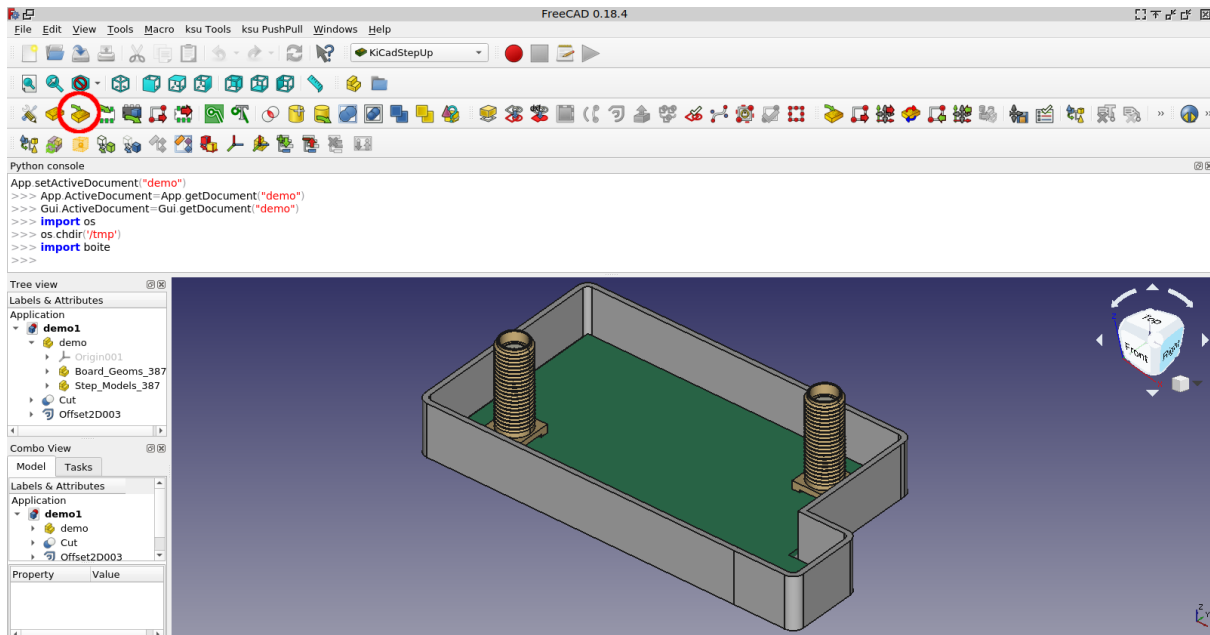 FreeCAD 0.18.4
File Edit View Tools Macro ksu Tools ksu PushPull Windows Help
KiCadStepUp
Python console
App.setActiveDocument("demo")
>>> App.ActiveDocument=App.getDocument("demo")
>>> Gui.ActiveDocument=Gui.getDocument("demo")
>>> import os
>>> os.chdir('/tmp')
>>> import boite
>>>
Tree view
Labels & Attributes
Application
demo1
demo
Origin001
Board_Geoms_387
Step_Models_387
Cut
Offset2D003
Combo View
Model Tasks
Labels & Attributes
Application
demo1
demo
Cut
Offset2D003
Property Value
Top
Front
Right
Z
Z
Y